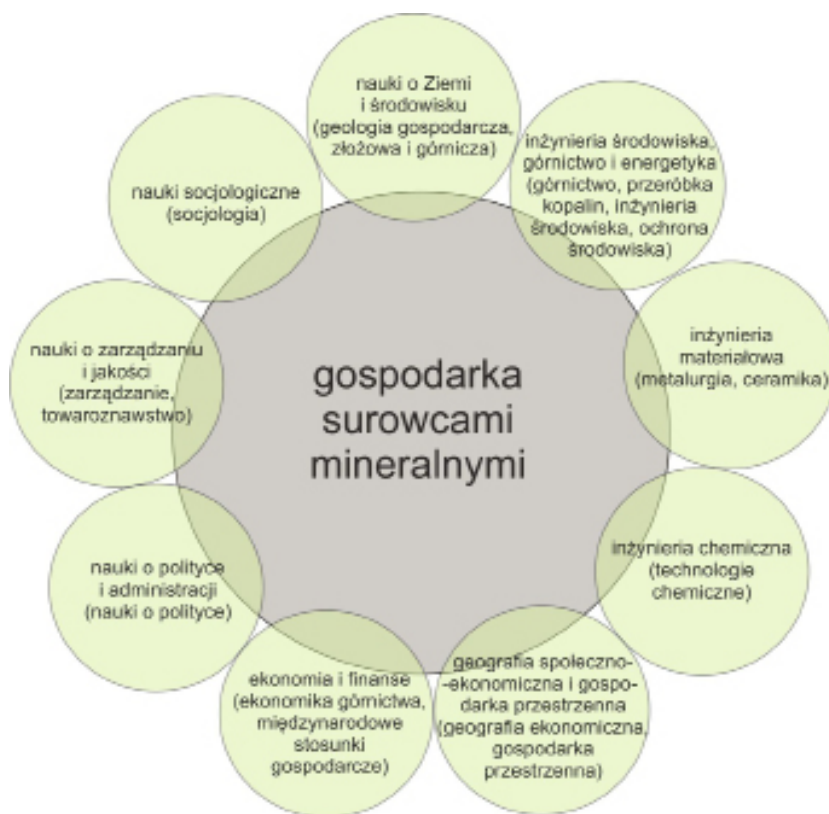 nauki o Ziemi
i środowisku
(geologia gospodarcza,
złożowa i górnicza)
inżynieria środowiska,
górnictwo i energetyka
(górnictwo, przeróbka
kopalin, inżynieria
środowiska, ochrona
środowiska)
inżynieria
materiałowa
(metalurgia, ceramika)
inżynieria chemiczna
(technologie
chemiczne)
geografia społeczno-
-ekonomiczna i gospo-
darka przestrzenna
(geografia ekonomiczna,
gospodarka
przestrzenna)
ekonomia i finanse
(ekonomika górnictwa,
międzynarodowe
stosunki
gospodarcze)
nauki o polityce
i administracji
(nauki o polityce)
nauki o zarządzaniu
i jakości
(zarządzanie,
towaroznawstwo)
nauki socjologiczne
(socjologia)
gospodarka
surowcami
mineralnymi